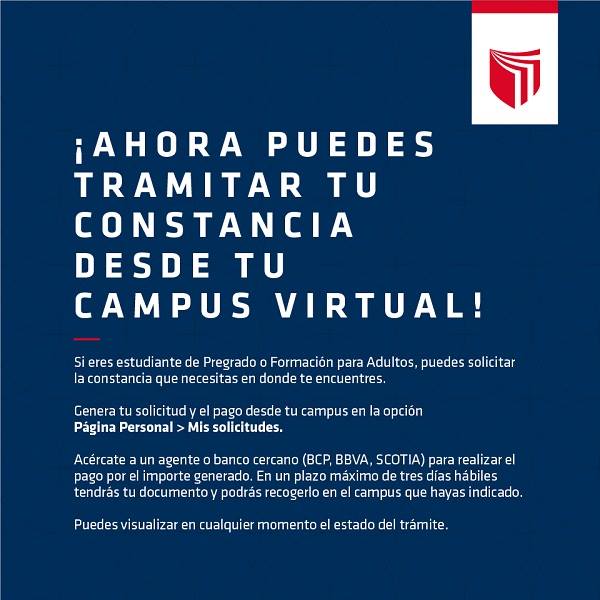 ¡AHORA PUEDES
TRAMITAR TU
CONSTANCIA
DESDE TU
CAMPUS VIRTUAL!
Si eres estudiante de Pregrado o Formación para Adultos, puedes solicitar
la constancia que necesitas en donde te encuentres.
Genera tu solicitud y el pago desde tu campus en la opción
Página Personal > Mis solicitudes.
Acércate a un agente o banco cercano (BCP, BBVA, SCOTIA) para realizar el
pago por el importe generado. En un plazo máximo de tres días hábiles
tendrás tu documento y podrás recogerlo en el campus que hayas indicado.
Puedes visualizar en cualquier momento el estado del trámite.